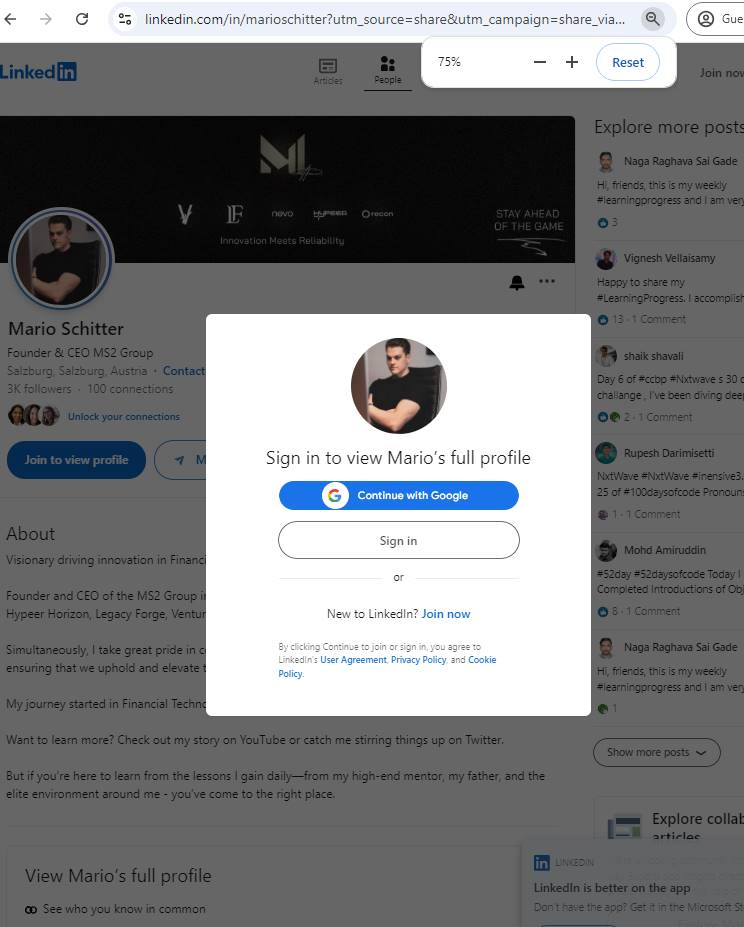 linkedin.com/in/marioschitter?utm_source=share&utm_campaign=share_via...
Gue
75%
Reset
LinkedIn
Articles
People
Join now
nevo
HYPEER
recon
Innovation Meets Reliability
STAY AHEAD
OF THE GAME
Mario Schitter
Founder & CEO MS2 Group
Salzburg, Salzburg, Austria · Contact
3K followers · 100 connections
Unlock your connections
Join to view profile
M
Sign in to view Mario's full profile
Continue with Google
Sign in
or
New to LinkedIn? Join now
By clicking Continue to join or sign in, you agree to
LinkedIn's User Agreement, Privacy Policy, and Cookie
Policy.
About
Visionary driving innovation in Financi
Founder and CEO of the MS2 Group i
Hypeer Horizon, Legacy Forge, Ventur
Simultaneously, I take great pride in c
ensuring that we uphold and elevate t
My journey started in Financial Techno
Want to learn more? Check out my story on YouTube or catch me stirring things up on Twitter.
But if you're here to learn from the lessons I gain daily—from my high-end mentor, my father, and the
elite environment around me - you've come to the right place.
View Mario's full profile
See who you know in common
Explore more posts
Naga Raghava Sai Gade
Hi, friends, this is my weekly
#learningprogress and I am very
3
Vignesh Vellaisamy
Happy to share my
#LearningProgress. I accomplish
13 · 1 Comment
shaik shavali
Day 6 of #ccbp #Nxtwave s 30 d
challange , I've been diving deep
2 · 1 Comment
Rupesh Darimisetti
NxtWave #NxtWave #inensive3.
25 of #100daysofcode Pronouns
1 · 1 Comment
Mohd Amiruddin
#52day #52daysofcode Today I
Completed Introductions of Obj
8 · 1 Comment
Naga Raghava Sai Gade
Hi, friends, this is my weekly
#learningprogress and I am very
1
Show more posts
Explore collab
articles
LINKEDIN
LinkedIn is better on the app
Don't have the app? Get it in the Microsoft St